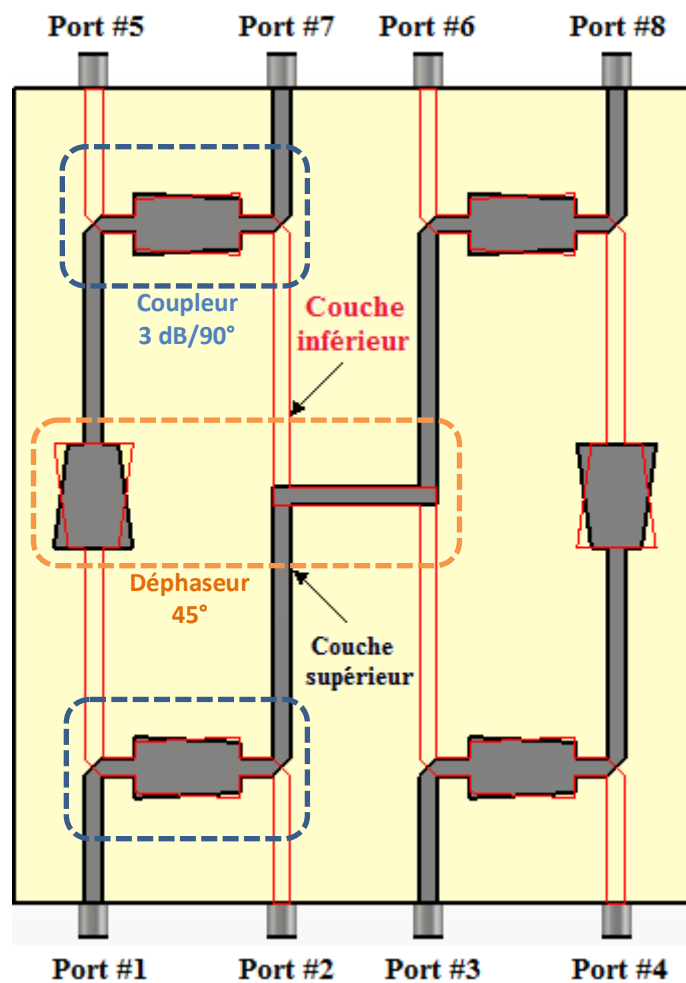 Port #5 Port #7 Port #6 Port #8
Coupleur
3 dB/90°
Couche
inférieur
Déphaseur
45°
Couche
supérieur
Port #1 Port #2 Port #3 Port #4